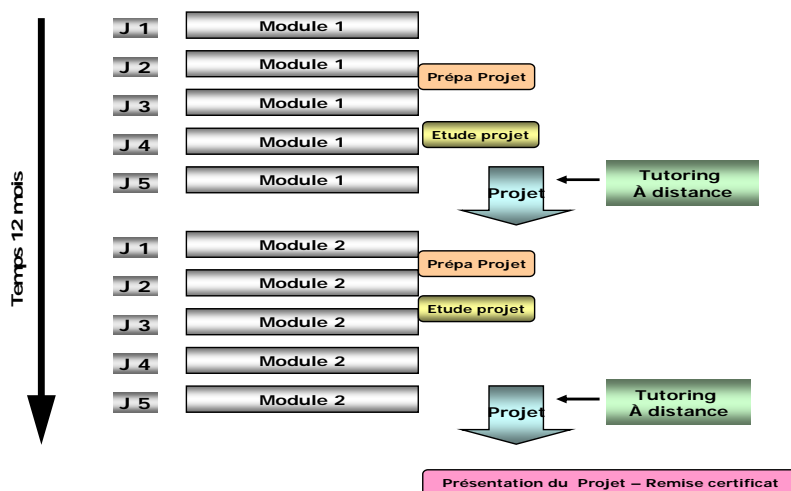 Temps 12 mois
J 1 Module 1
J 2 Module 1
Prépa Projet
J 3 Module 1
J 4 Module 1
Etude projet
J 5 Module 1
Projet
Tutoring
À distance
J 1 Module 2
Prépa Projet
J 2 Module 2
Etude projet
J 3 Module 2
J 4 Module 2
J 5 Module 2
Projet
Tutoring
À distance
Présentation du Projet – Remise certificat